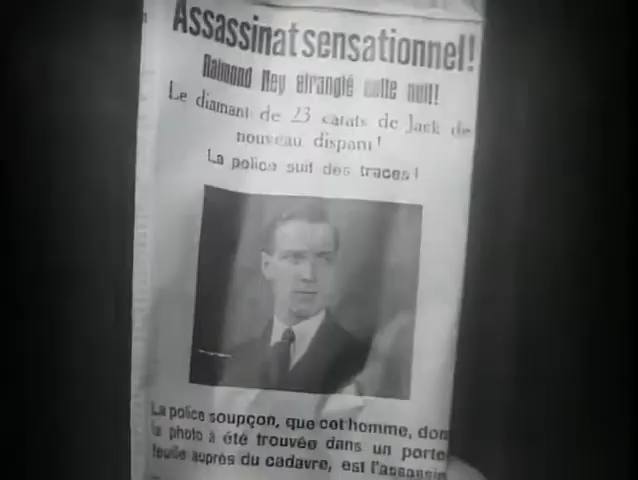 Assassinat sensationnel!
Raimond Rey étranglé cette nuit!
Le diamant de 23 carats de Jack de
nouveau disparu!
La police suit des traces!
La police soupçon, que cet homme, don
la photo à été trouvée dans un porte
feuille auprès du cadavre, est l'assassin